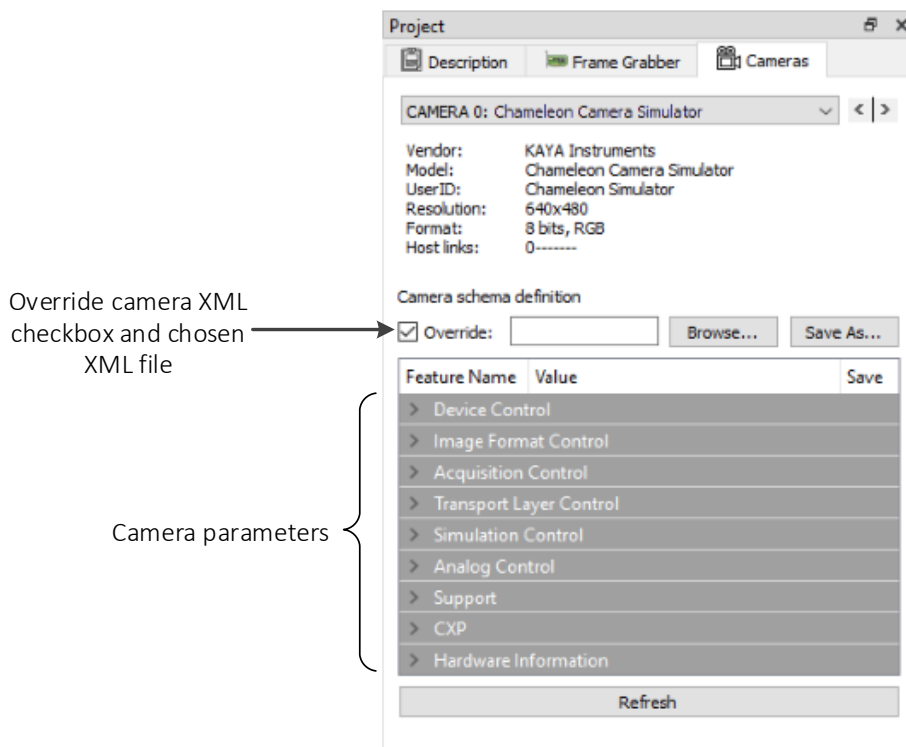 Project
Description
Frame Grabber
Cameras
CAMERA 0: Chameleon Camera Simulator
Vendor: KAYA Instruments
Model: Chameleon Camera Simulator
UserID: Chameleon Simulator
Resolution: 640x480
Format: 8 bits, RGB
Host links: 0-------
Camera schema definition
Override camera XML
checkbox and chosen
XML file
Override:
Browse...
Save As...
Feature Name Value Save
Device Control
Image Format Control
Acquisition Control
Transport Layer Control
Simulation Control
Analog Control
Support
CXP
Hardware Information
Camera parameters
Refresh